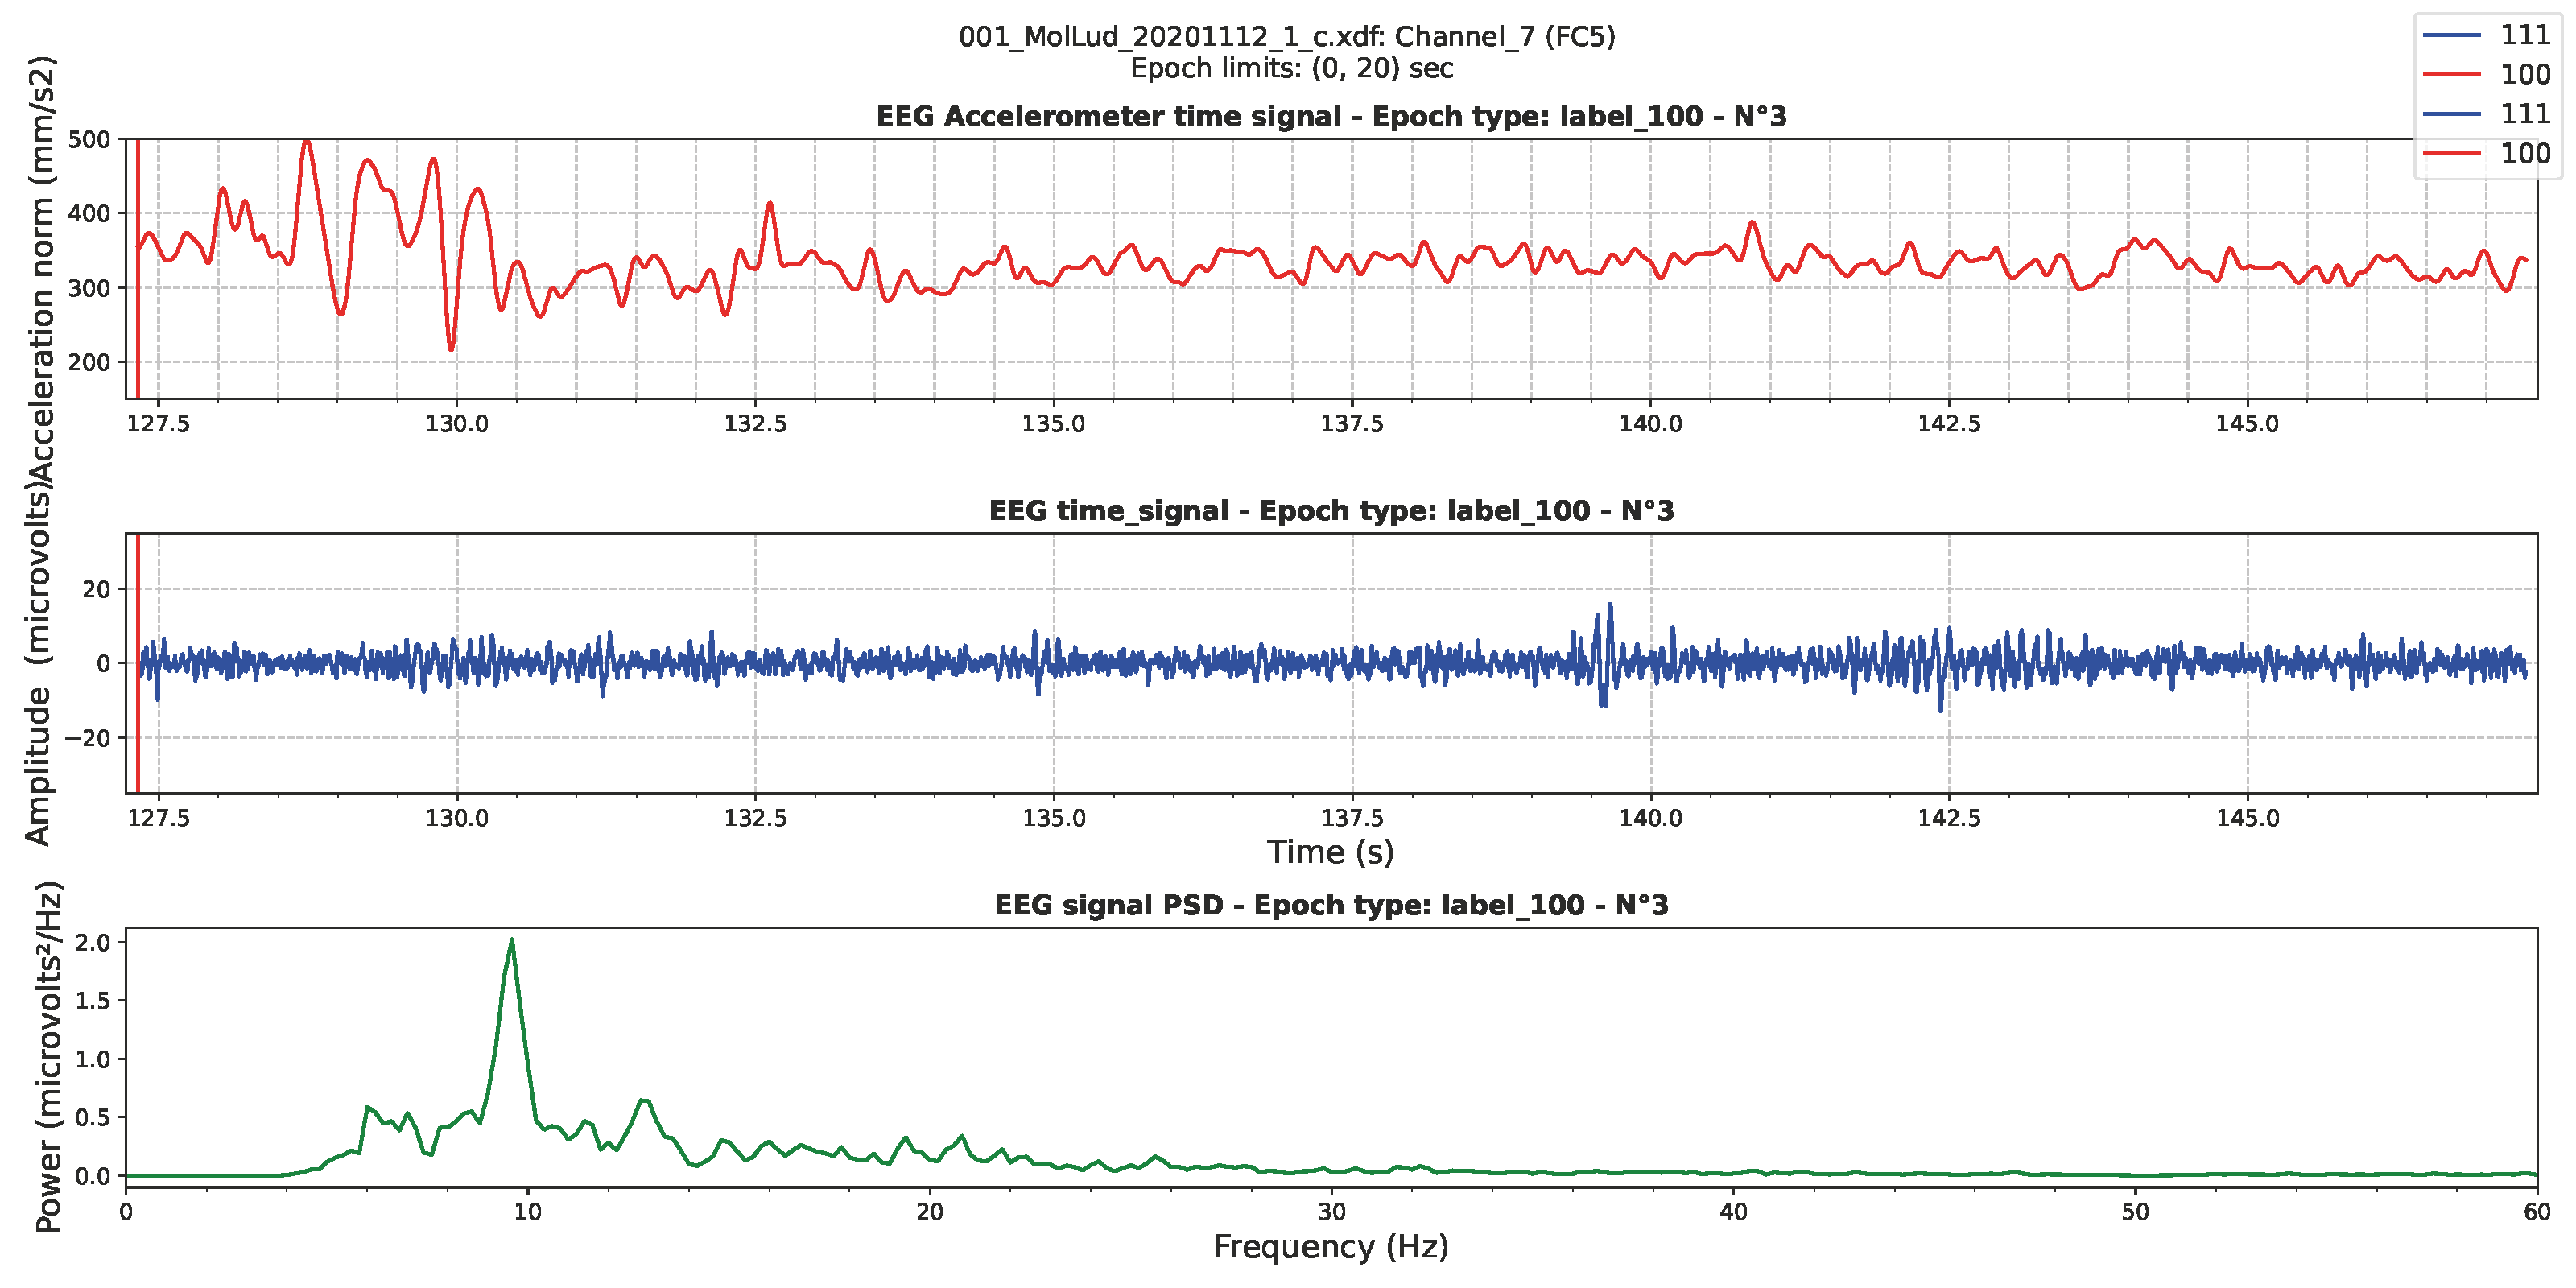 001_MolLud_20201112_1_c.xdf: Channel_7 (FC5)
Epoch limits: (0, 20) sec
111
100
111
100
EEG Accelerometer time signal - Epoch type: label_100 - N°3
Acceleration norm (mm/s2)
500
400
300
200
127.5 130.0 132.5 135.0 137.5 140.0 142.5 145.0
EEG time_signal - Epoch type: label_100 - N°3
Amplitude (microvolts)
20
0
−20
127.5 130.0 132.5 135.0 137.5 140.0 142.5 145.0
Time (s)
EEG signal PSD - Epoch type: label_100 - N°3
Power (microvolts²/Hz)
2.0
1.5
1.0
0.5
0.0
0 10 20 30 40 50 60
Frequency (Hz)